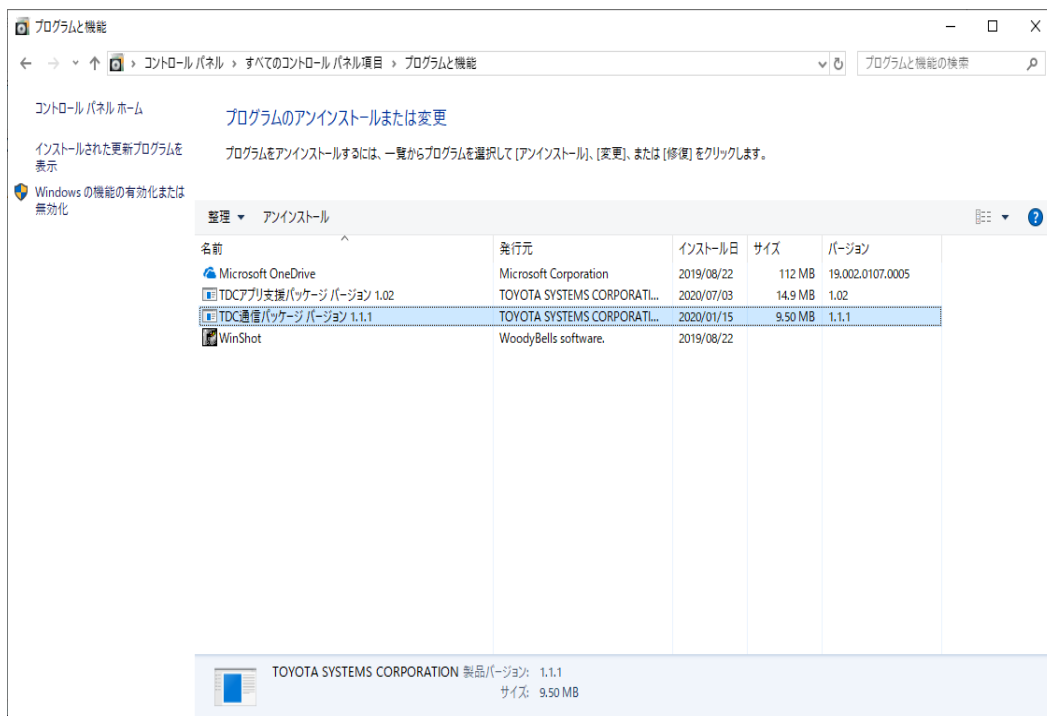 プログラムと機能
コントロール パネル › すべてのコントロール パネル項目 › プログラムと機能
プログラムと機能の検索
コントロール パネル ホーム
インストールされた更新プログラムを
表示
Windows の機能の有効化または
無効化
プログラムのアンインストールまたは変更
プログラムをアンインストールするには、一覧からプログラムを選択して [アンインストール]、[変更]、または [修復] をクリックします。
整理 アンインストール
名前 発行元 インストール日 サイズ バージョン
Microsoft OneDrive Microsoft Corporation 2019/08/22 112 MB 19.002.0107.0005
TDCアプリ支援パッケージ バージョン 1.02 TOYOTA SYSTEMS CORPORATI... 2020/07/03 14.9 MB 1.02
TDC通信パッケージ バージョン 1.1.1 TOYOTA SYSTEMS CORPORATI... 2020/01/15 9.50 MB 1.1.1
WinShot WoodyBells software. 2019/08/22
TOYOTA SYSTEMS CORPORATION 製品バージョン: 1.1.1
サイズ: 9.50 MB